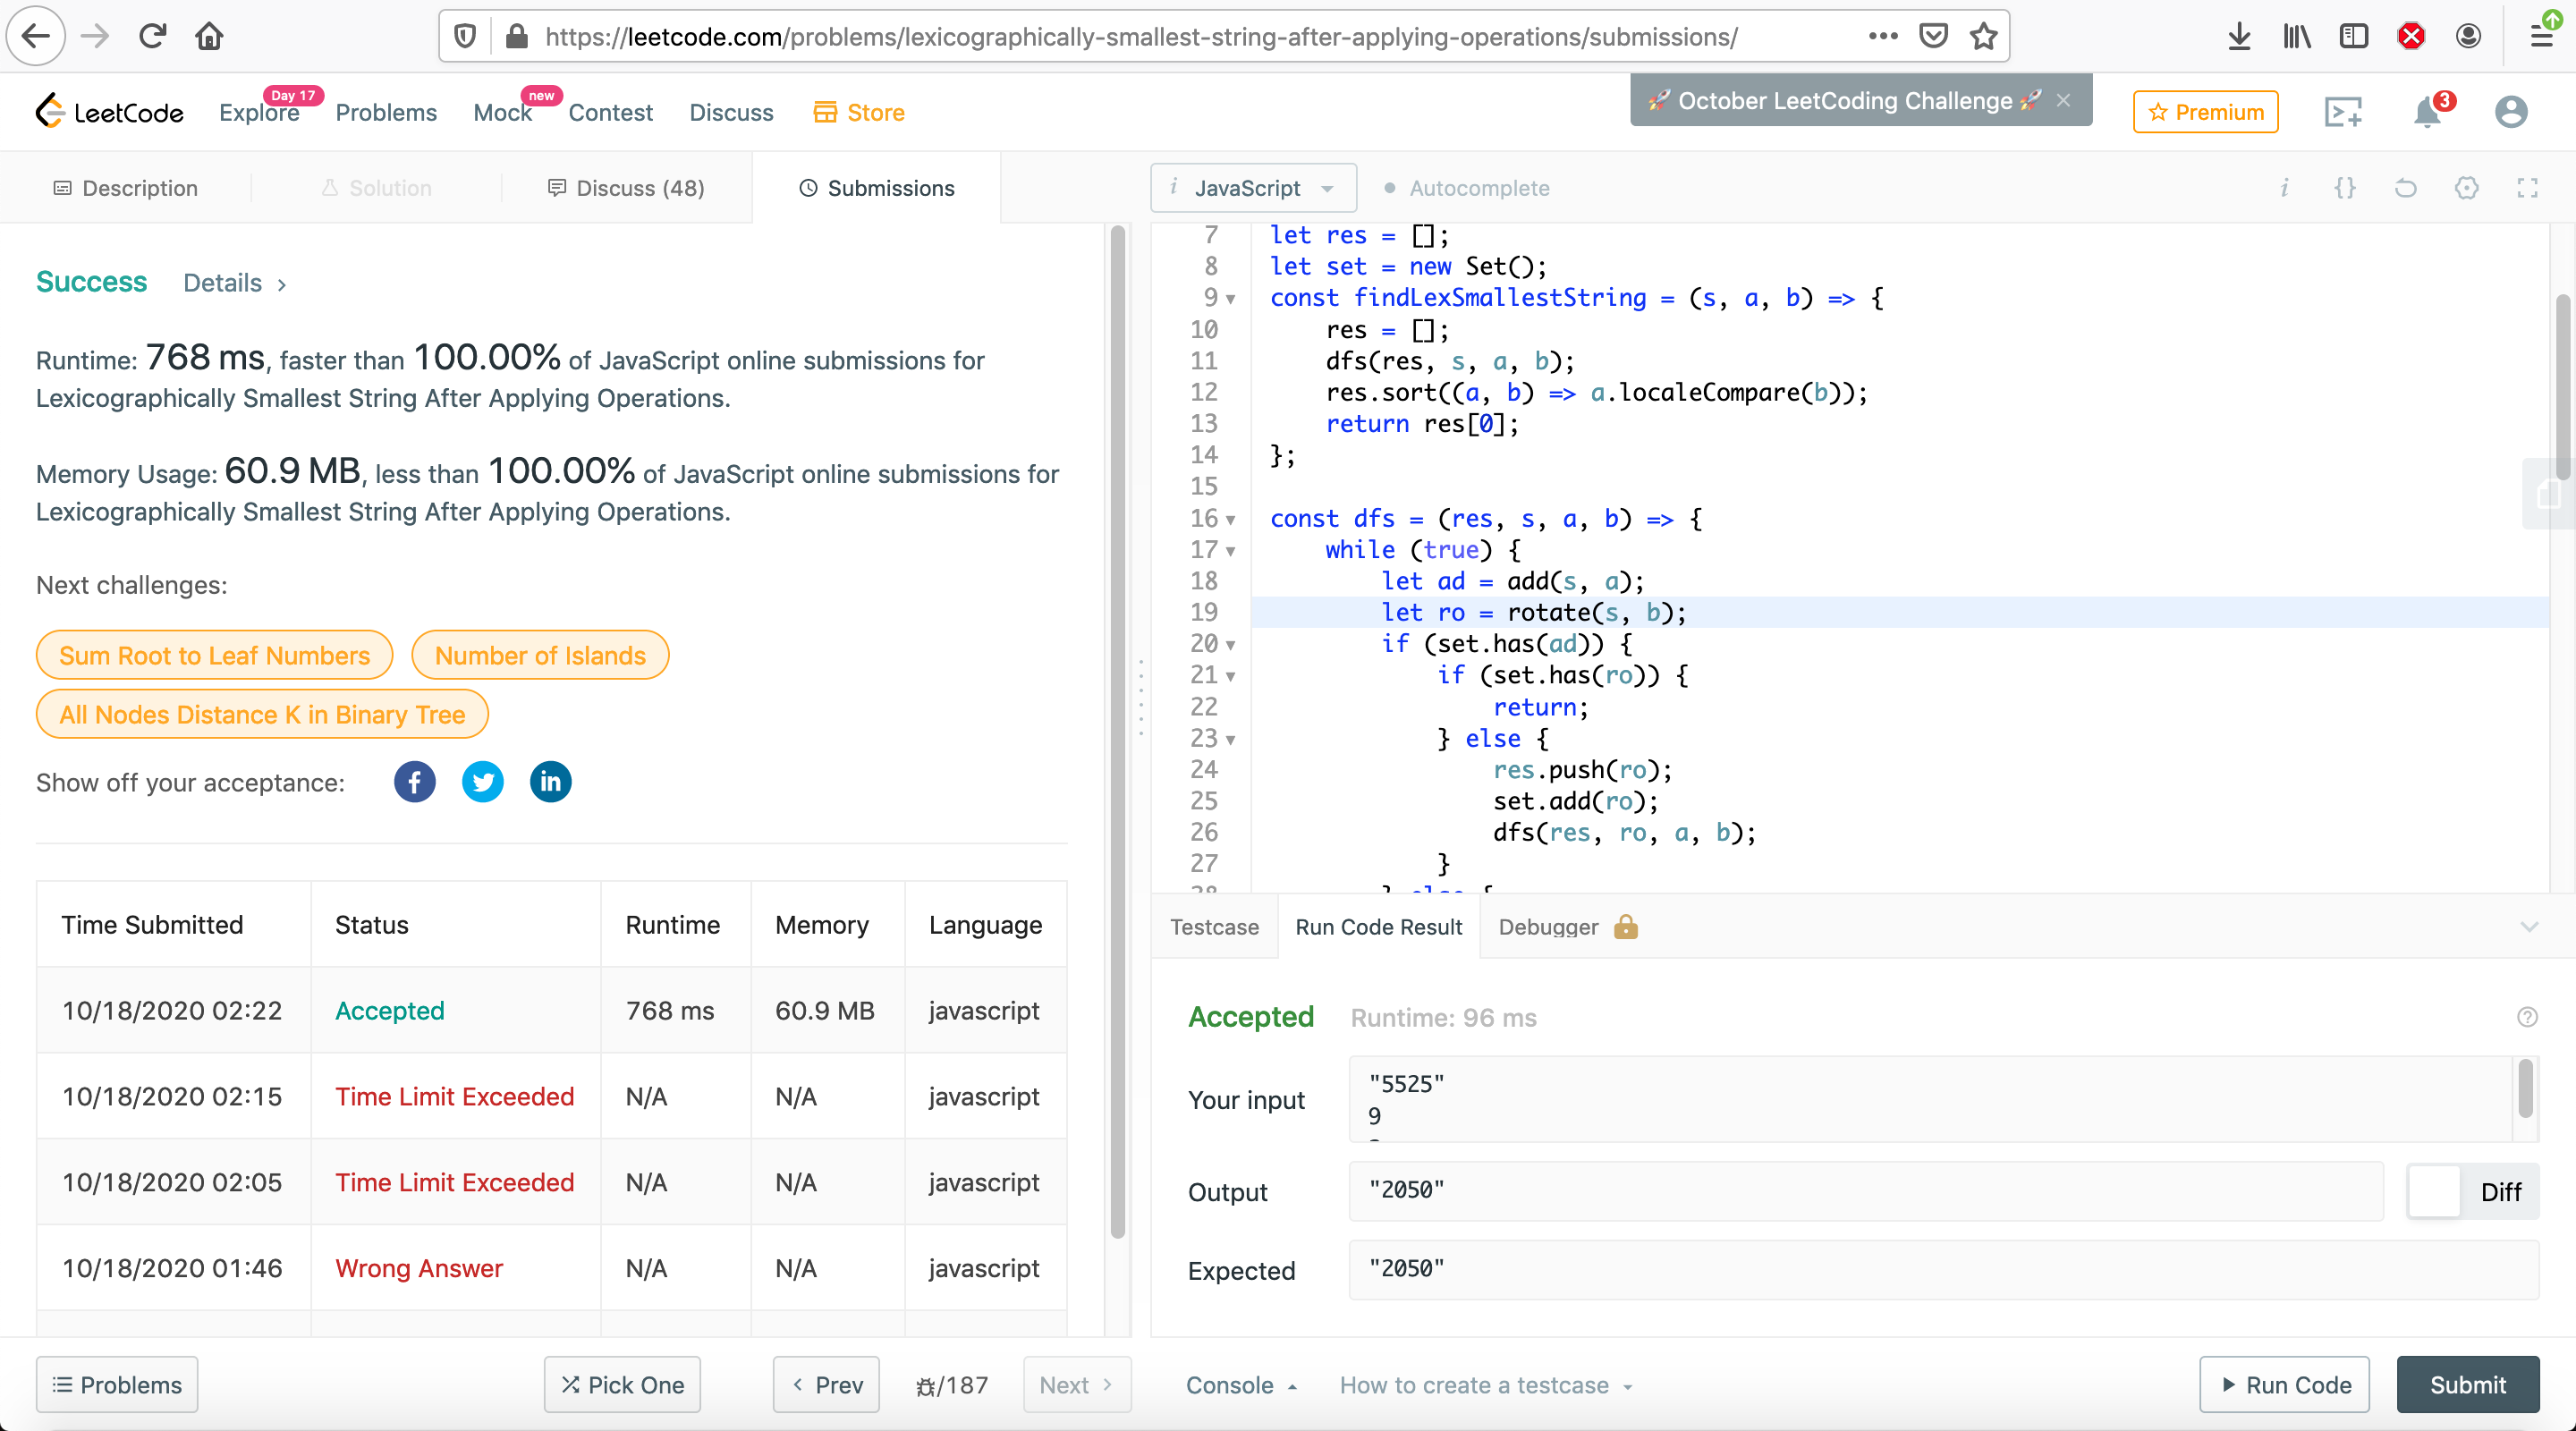 https://leetcode.com/problems/lexicographically-smallest-string-after-applying-operations/submissions/
LeetCode
Explore
Day 17
Problems
Mock
new
Contest
Discuss
Store
🚀 October LeetCoding Challenge 🚀
Premium
3
Description
Solution
Discuss (48)
Submissions
Success Details >
Runtime: 768 ms, faster than 100.00% of JavaScript online submissions for
Lexicographically Smallest String After Applying Operations.
Memory Usage: 60.9 MB, less than 100.00% of JavaScript online submissions for
Lexicographically Smallest String After Applying Operations.
Next challenges:
Sum Root to Leaf Numbers
Number of Islands
All Nodes Distance K in Binary Tree
Show off your acceptance:
Time Submitted Status Runtime Memory Language
10/18/2020 02:22 Accepted 768 ms 60.9 MB javascript
10/18/2020 02:15 Time Limit Exceeded N/A N/A javascript
10/18/2020 02:05 Time Limit Exceeded N/A N/A javascript
10/18/2020 01:46 Wrong Answer N/A N/A javascript
Problems
Pick One
< Prev
/187
Next >
i JavaScript
Autocomplete
i {}
7 let res = [];
8 let set = new Set();
9 const findLexSmallestString = (s, a, b) => {
10 res = [];
11 dfs(res, s, a, b);
12 res.sort((a, b) => a.localeCompare(b));
13 return res[0];
14 };
15
16 const dfs = (res, s, a, b) => {
17 while (true) {
18 let ad = add(s, a);
19 let ro = rotate(s, b);
20 if (set.has(ad)) {
21 if (set.has(ro)) {
22 return;
23 } else {
24 res.push(ro);
25 set.add(ro);
26 dfs(res, ro, a, b);
27 }
28 } else {
Testcase
Run Code Result
Debugger
Accepted Runtime: 96 ms
?
Your input
"5525"
9
Output
"2050"
Diff
Expected
"2050"
Console
How to create a testcase
Run Code
Submit